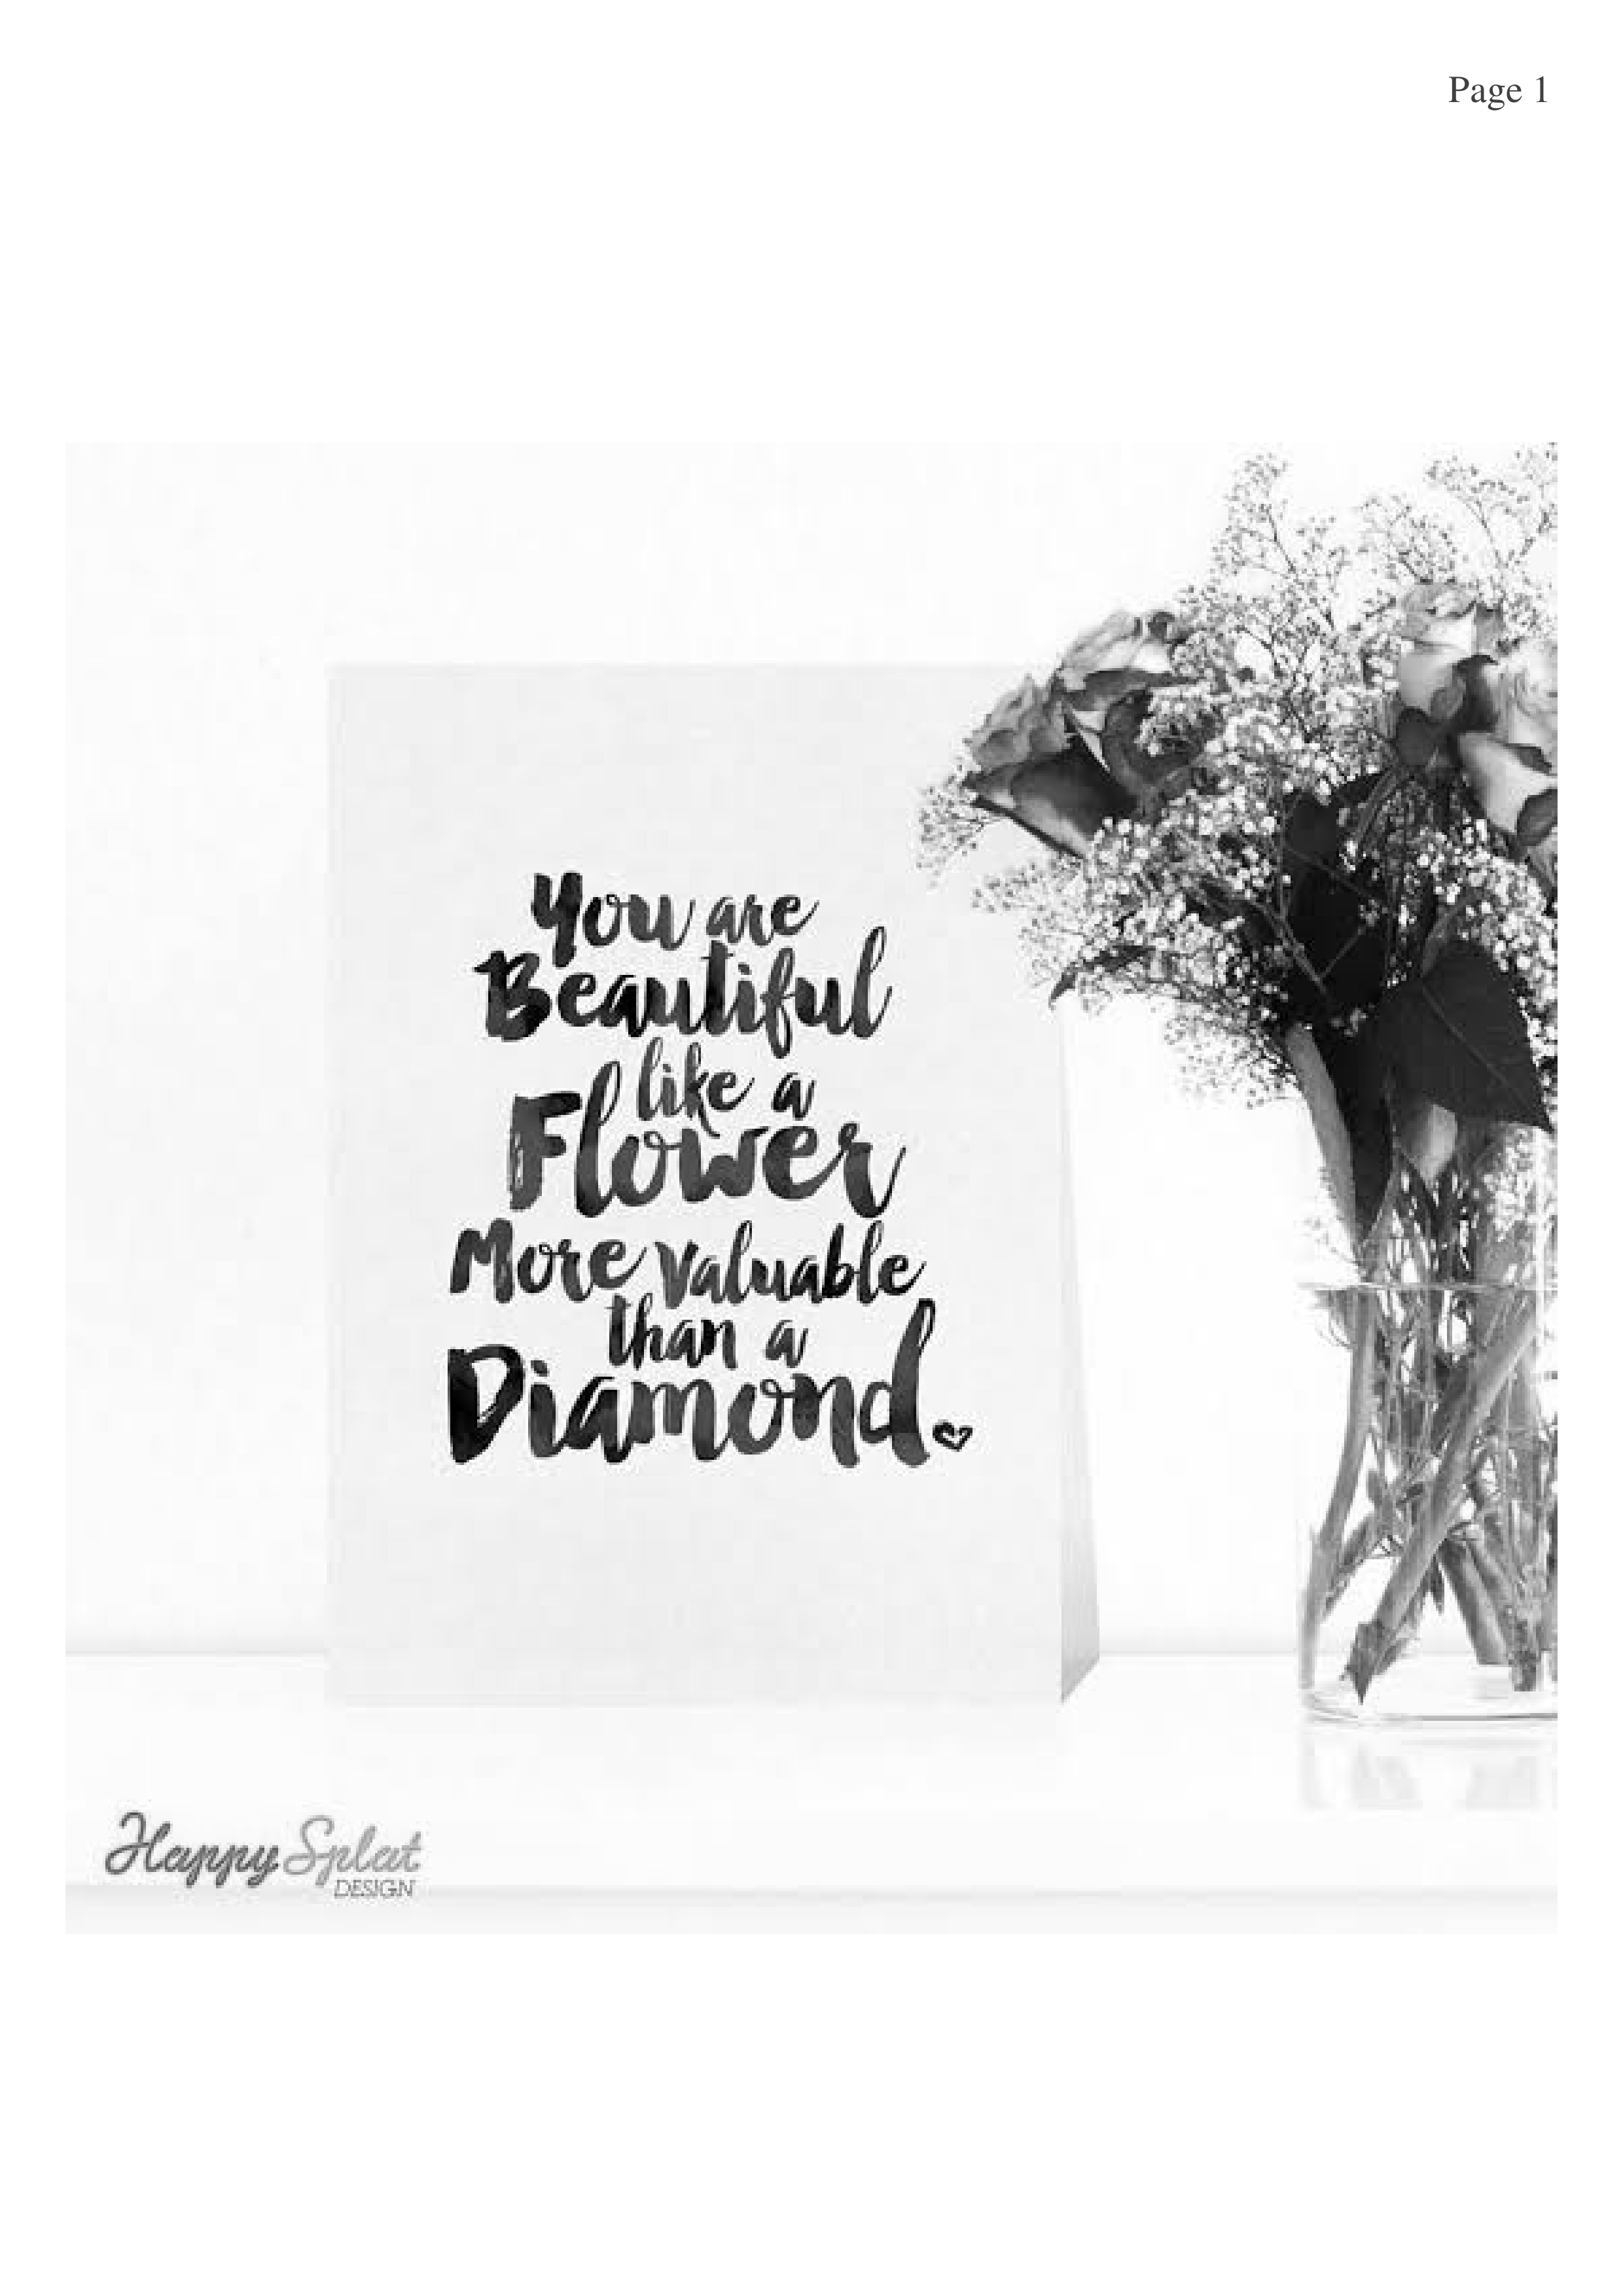 Page 1
You are
Beautiful
like a
Flower
More valuable
than a
Diamond.
Happy Splat
DESIGN